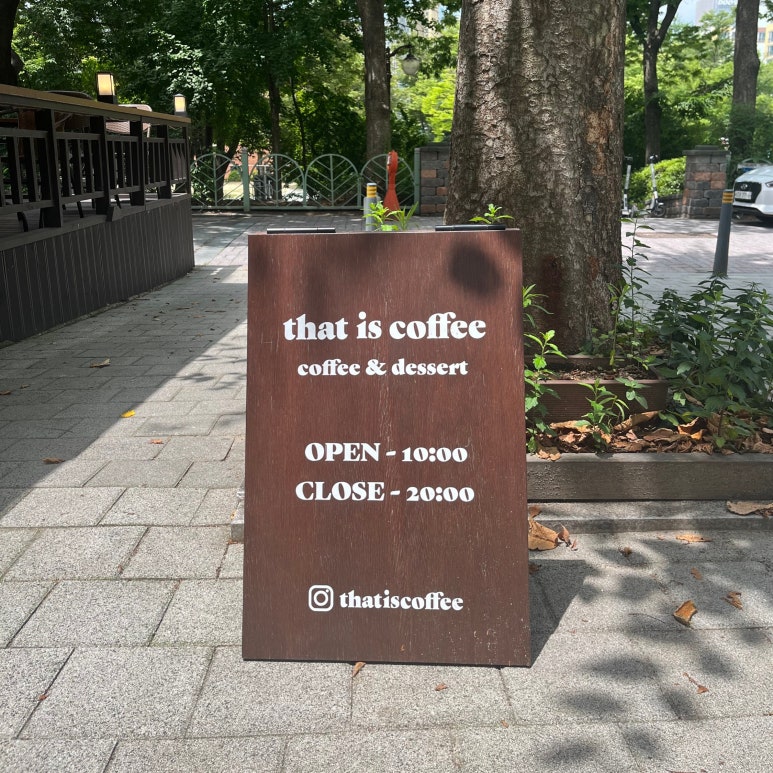 that is coffee
coffee & dessert
OPEN - 10:00
CLOSE - 20:00
thatiscoffee